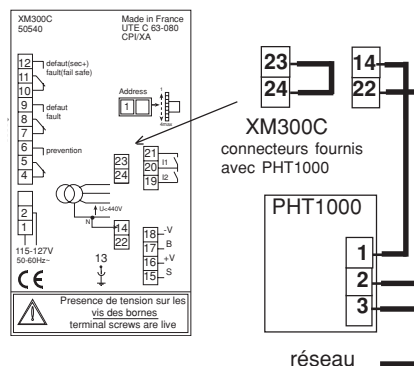 XM300C
50540
Made in France
UTE C 63-080
CPI/XA
12
11
10
defaut(sec+)
fault(fail safe)
9
8
7
defaut
fault
6
5
4
prevention
Address
1
1
4max
23
24
21
20
19
I1
I2
U<440V
N
14
22
2
1
115-127V
50-60Hz~
13
18 -V
17 B
16 +V
15 S
CE
Presence de tension sur les
vis des bornes
terminal screws are live
23
24
14
22
XM300C
connecteurs fournis
avec PHT1000
PHT1000
1
2
3
réseau